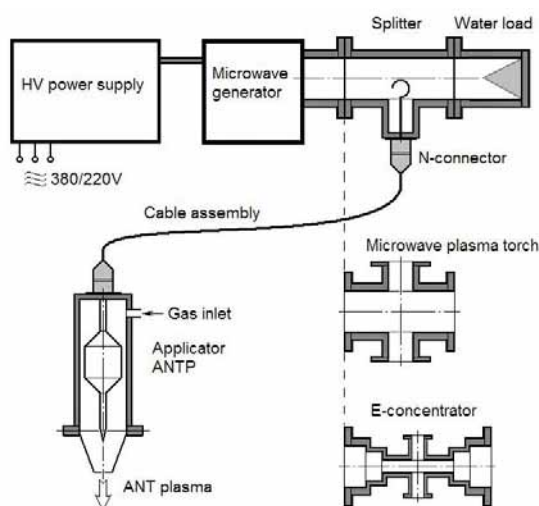 Splitter
Water load
HV power supply
Microwave
generator
380/220V
N-connector
Cable assembly
Microwave plasma torch
Gas inlet
Applicator
ANTP
E-concentrator
ANT plasma